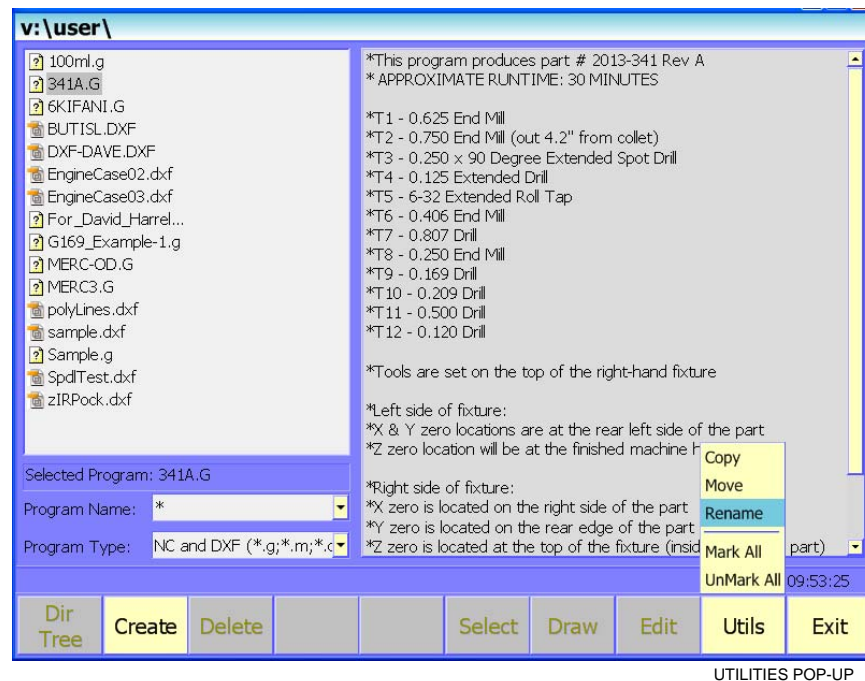 v:\user\
100ml.g
341A.G
6KIFANI.G
BUTISL.DXF
DXF-DAVE.DXF
EngineCase02.dxf
EngineCase03.dxf
For_David_Harrel...
G169_Example-1.g
MERC-OD.G
MERC3.G
polyLines.dxf
sample.dxf
Sample.g
SpdlTest.dxf
zIRPock.dxf
Selected Program: 341A.G
Program Name: *
Program Type: NC and DXF (*.g;*.m;*.c
*This program produces part # 2013-341 Rev A
* APPROXIMATE RUNTIME: 30 MINUTES
*T1 - 0.625 End Mill
*T2 - 0.750 End Mill (out 4.2" from collet)
*T3 - 0.250 x 90 Degree Extended Spot Drill
*T4 - 0.125 Extended Drill
*T5 - 6-32 Extended Roll Tap
*T6 - 0.406 End Mill
*T7 - 0.807 Drill
*T8 - 0.250 End Mill
*T9 - 0.169 Drill
*T10 - 0.209 Drill
*T11 - 0.500 Drill
*T12 - 0.120 Drill
*Tools are set on the top of the right-hand fixture
*Left side of fixture:
*X & Y zero locations are at the rear left side of the part
*Z zero location will be at the finished machine h
*Right side of fixture:
*X zero is located on the right side of the part
*Y zero is located on the rear edge of the part
*Z zero is located at the top of the fixture (insid part)
Copy
Move
Rename
Mark All
UnMark All
09:53:25
Dir Tree
Create
Delete
Select
Draw
Edit
Utils
Exit
UTILITIES POP-UP